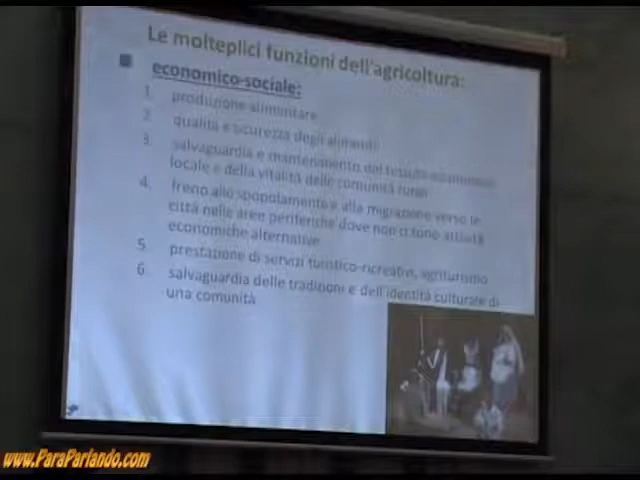 Le molteplici funzioni dell'agricoltura:
economico-sociale:
1. produzione alimentare
2. qualità e sicurezza degli alimenti
3. salvaguardia e mantenimento del tessuto economico
locale e della vitalità delle comunità rurali
4. freno allo spopolamento e alla migrazione verso le
città nelle aree periferiche dove non ci sono attività
economiche alternative
5. prestazione di servizi turistico-ricreativi, agriturismo
6. salvaguardia delle tradizioni e dell'identità culturale di
una comunità
www.ParaParlando.com